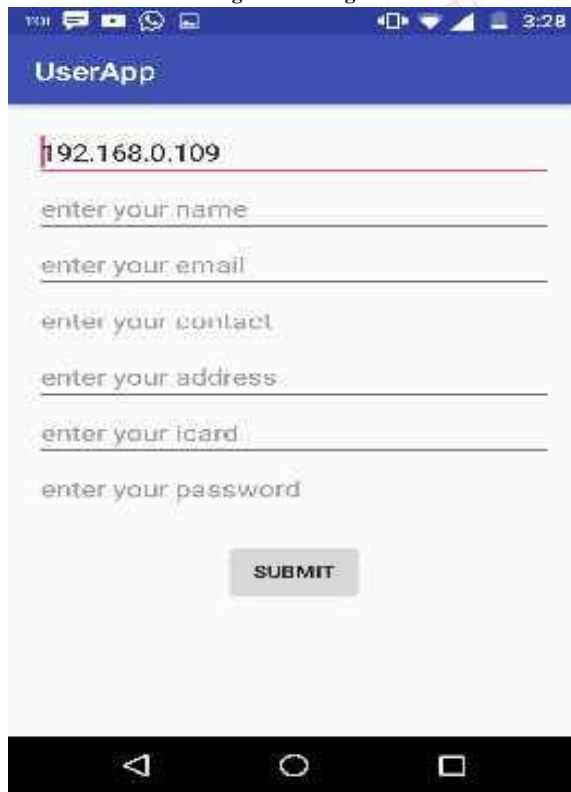 3:28
UserApp
192.168.0.109
enter your name
enter your email
enter your contact
enter your address
enter your icard
enter your password
SUBMIT